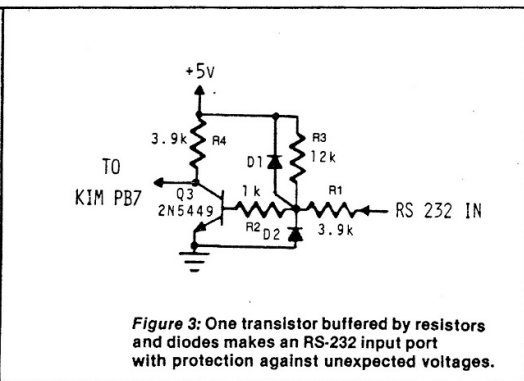 +5v
3.9k R4
R3
12k
D1
TO
KIM PB7
Q3
2N5449
1k
R2
D2
R1
3.9k
RS 232 IN
Figure 3: One transistor buffered by resistors
and diodes makes an RS-232 input port
with protection against unexpected voltages.